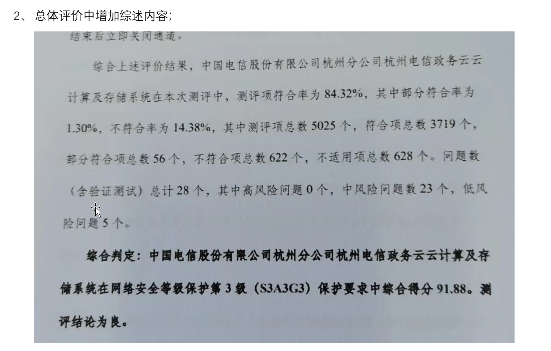 2、 总体评价中增加综述内容；
结束后立即关闭通道。
综合上述评价结果，中国电信股份有限公司杭州分公司杭州电信政务云云
计算及存储系统在本次测评中，测评项符合率为 84.32%，其中部分符合率为
1.30%，不符合率为 14.38%，其中测评项总数 5025 个，符合项总数 3719 个，
部分符合项总数 56 个，不符合项总数 622 个，不适用项总数 628 个。问题数
（含验证测试）总计 28 个，其中高风险问题 0 个，中风险问题数 23 个，低风
险问题 5 个。
综合判定：中国电信股份有限公司杭州分公司杭州电信政务云云计算及存
储系统在网络安全等级保护第 3 级（S3A3G3）保护要求中综合得分 91.88。测
评结论为良。